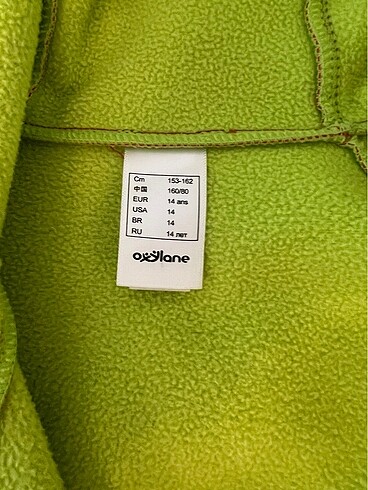 Cm 153-162
中国 160/80
EUR 14 ans
USA 14
BR 14
RU 14 лет
oxylane